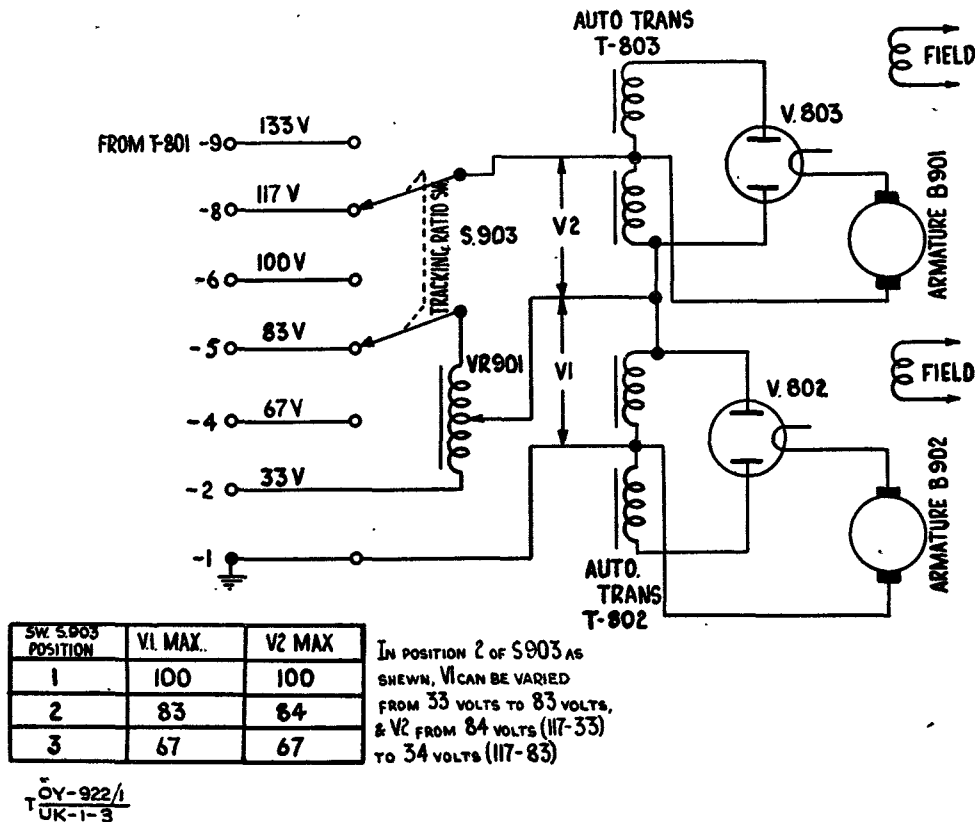 AUTO TRANS
T-803
FIELD
V.803
FROM T-801 -9 133 V
-8 117 V
TRACKING RATIO SW.
S.903
V2
ARMATURE B901
-6 100 V
-5 83 V
VR901
V1
V.802
FIELD
-4 67 V
-2 33 V
ARMATURE B902
-1
AUTO.
TRANS
T-802
SW. S.903 POSITION V.1. MAX.. V2 MAX
1 100 100
2 83 84
3 67 67
IN POSITION 2 OF S903 AS
SHEWN, V1 CAN BE VARIED
FROM 33 VOLTS TO 83 VOLTS,
& V2 FROM 84 VOLTS (117-33)
TO 34 VOLTS (117-83)
T ÖY-922/1
UK-1-3